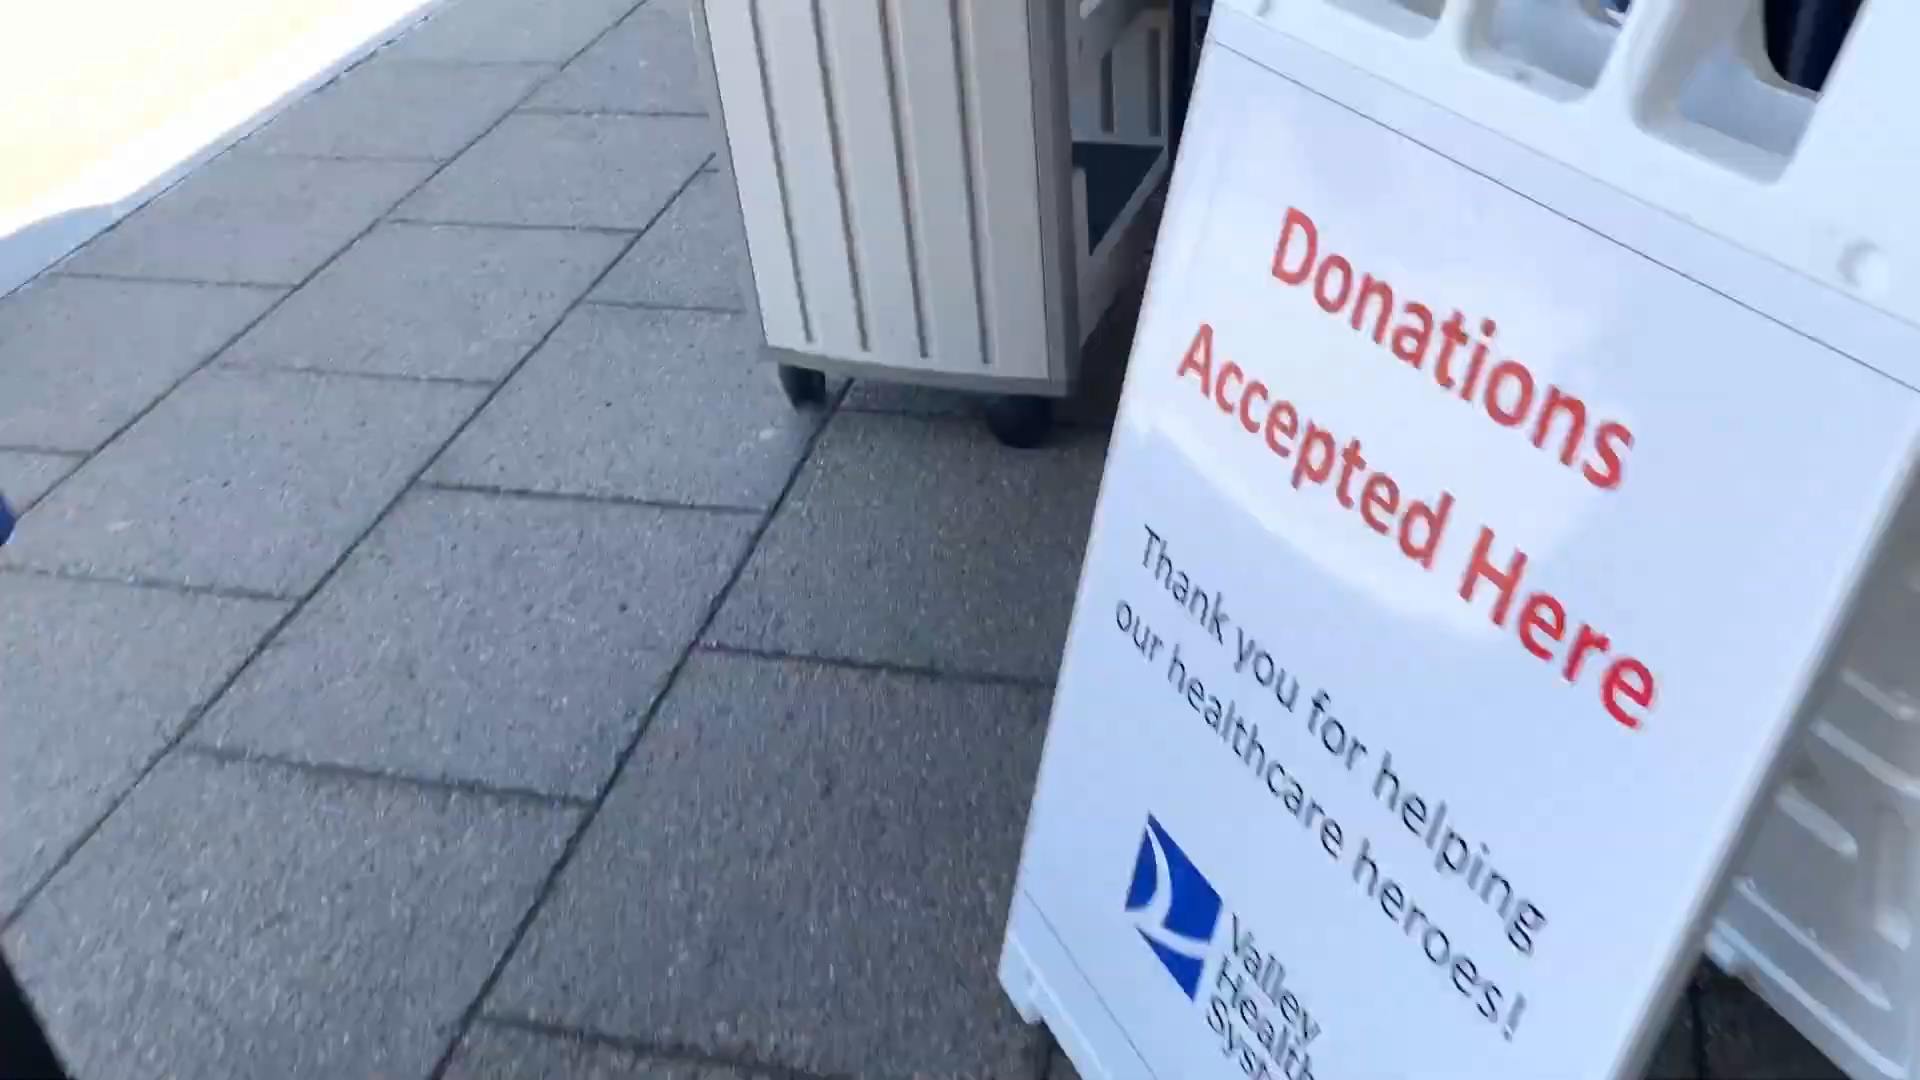 Donations
Accepted Here
Thank you for helping
our healthcare heroes!
Valley
Health